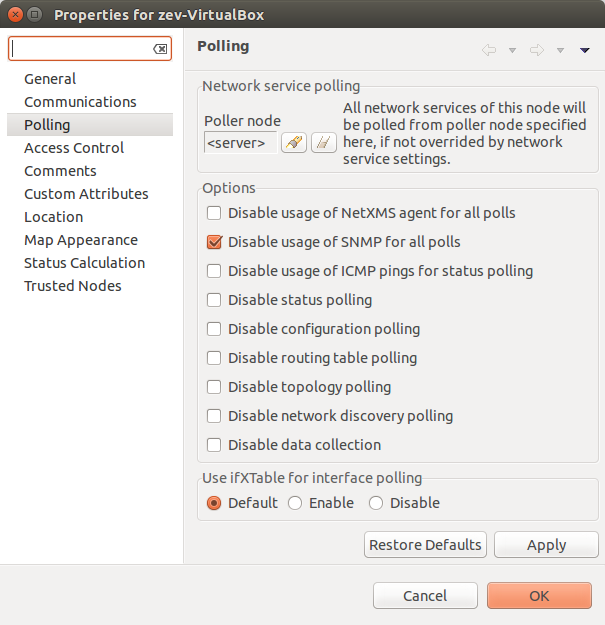 Properties for zev-VirtualBox
Polling
General
Communications
Polling
Access Control
Comments
Custom Attributes
Location
Map Appearance
Status Calculation
Trusted Nodes
Network service polling
Poller node
<server>
All network services of this node will
be polled from poller node specified
here, if not overrided by network
service settings.
Options
Disable usage of NetXMS agent for all polls
Disable usage of SNMP for all polls
Disable usage of ICMP pings for status polling
Disable status polling
Disable configuration polling
Disable routing table polling
Disable topology polling
Disable network discovery polling
Disable data collection
Use ifXTable for interface polling
Default Enable Disable
Restore Defaults Apply
Cancel OK